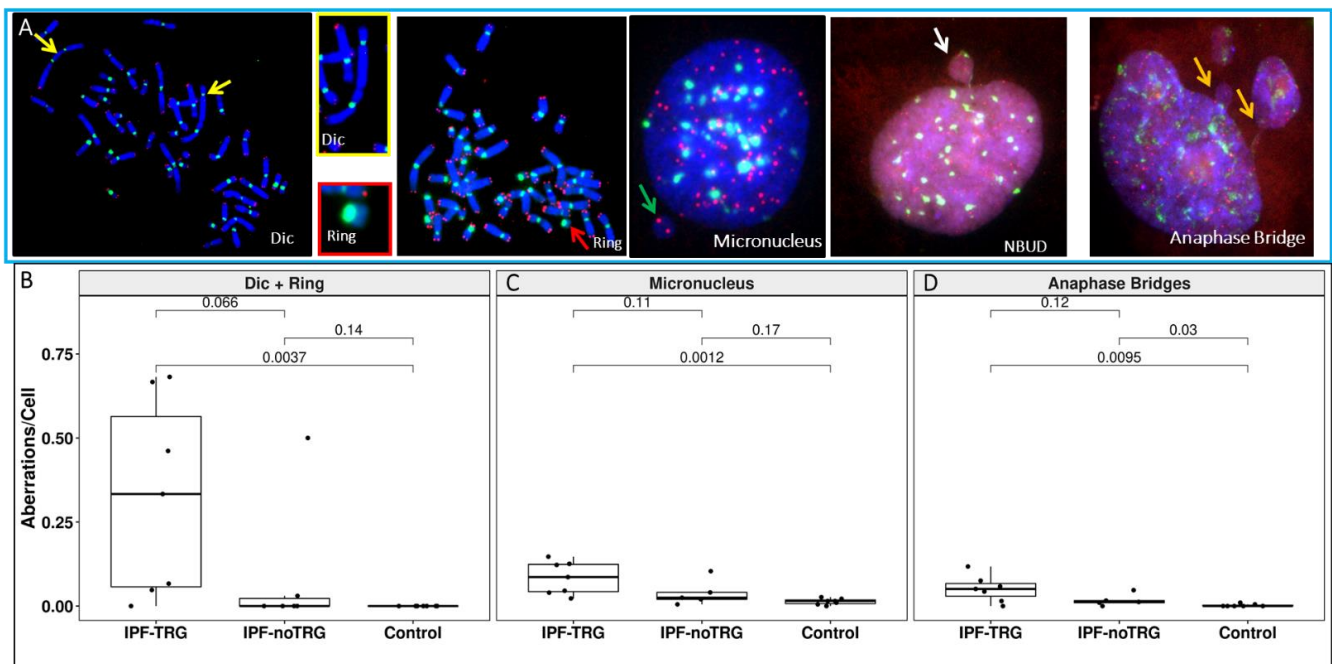 A
Dic
Dic
Ring
Ring
Micronucleus
NBUD
Anaphase Bridge
B
Dic + Ring
C
Micronucleus
D
Anaphase Bridges
0.066
0.14
0.0037
0.11
0.17
0.0012
0.12
0.03
0.0095
Aberrations/Cell
0.75
0.50
0.25
0.00
IPF-TRG
IPF-noTRG
Control
IPF-TRG
IPF-noTRG
Control
IPF-TRG
IPF-noTRG
Control